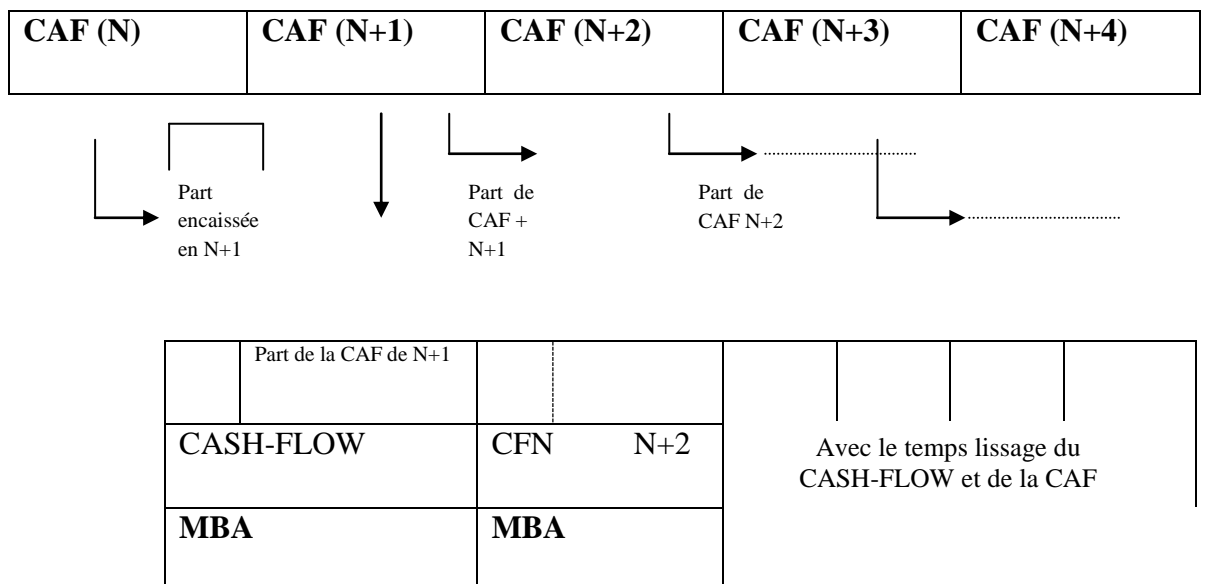 CAF (N) CAF (N+1) CAF (N+2) CAF (N+3) CAF (N+4)
Part Part de Part de
encaissée CAF + CAF N+2
en N+1 N+1
Part de la CAF de N+1
CASH-FLOW CFN N+2 Avec le temps lissage du
CASH-FLOW et de la CAF
MBA MBA